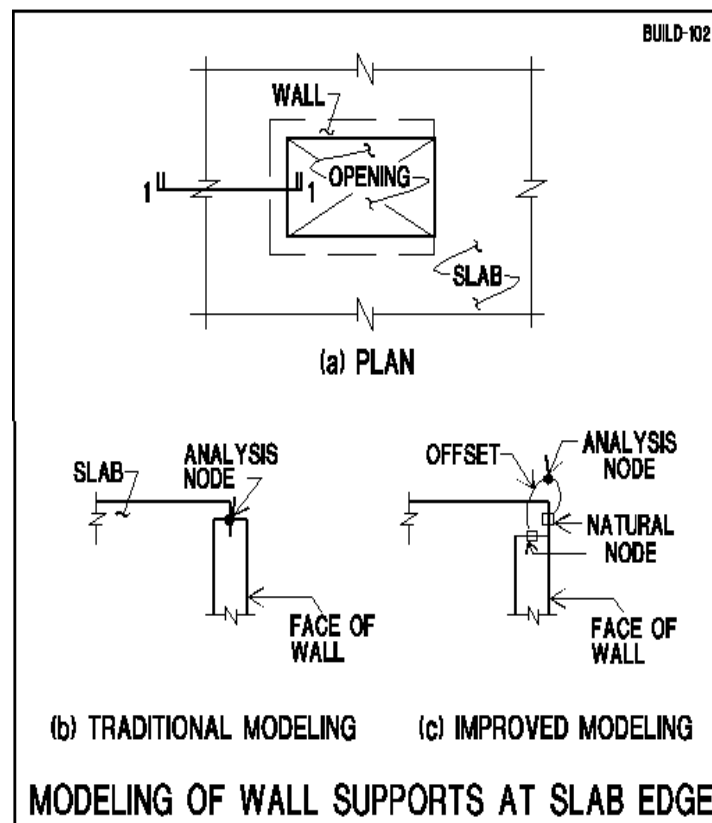 BUILD-102
WALL
OPENING
1
1
SLAB
(a) PLAN
SLAB
ANALYSIS
NODE
FACE OF
WALL
OFFSET
ANALYSIS
NODE
NATURAL
NODE
FACE OF
WALL
(b) TRADITIONAL MODELING
(c) IMPROVED MODELING
MODELING OF WALL SUPPORTS AT SLAB EDGE